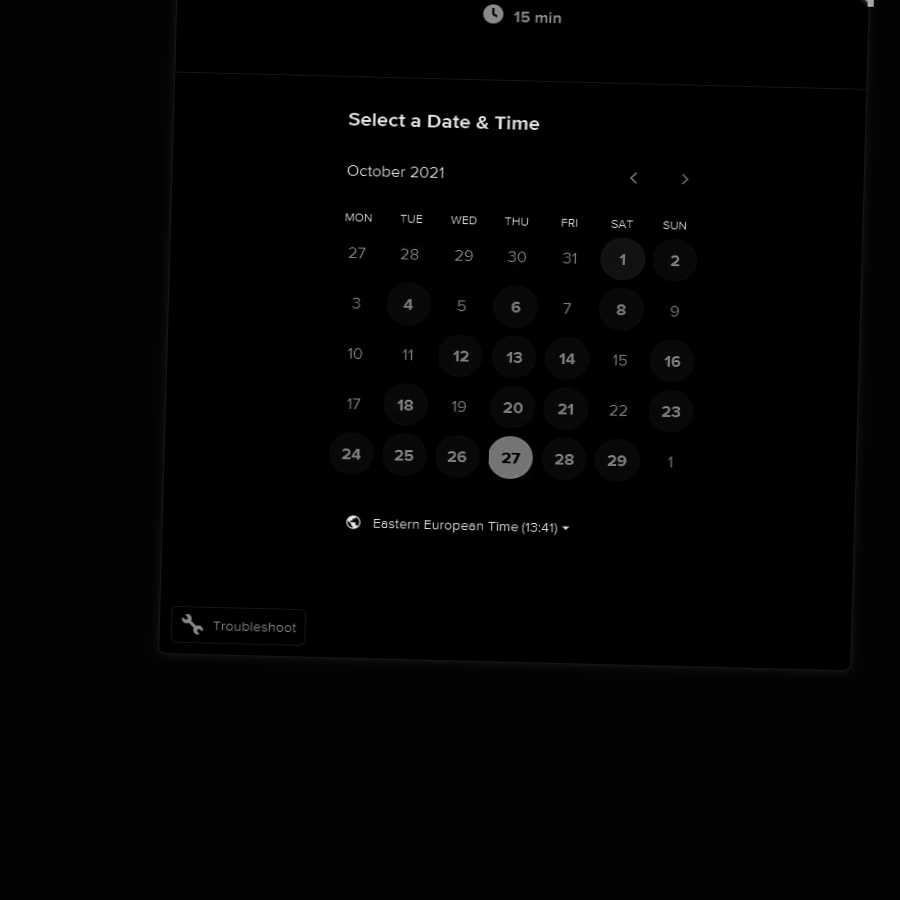 15 min
Select a Date & Time
October 2021
MON TUE WED THU FRI SAT SUN
27 28 29 30 31 1 2
3 4 5 6 7 8 9
10 11 12 13 14 15 16
17 18 19 20 21 22 23
24 25 26 27 28 29 1
Eastern European Time (13:41)
Troubleshoot